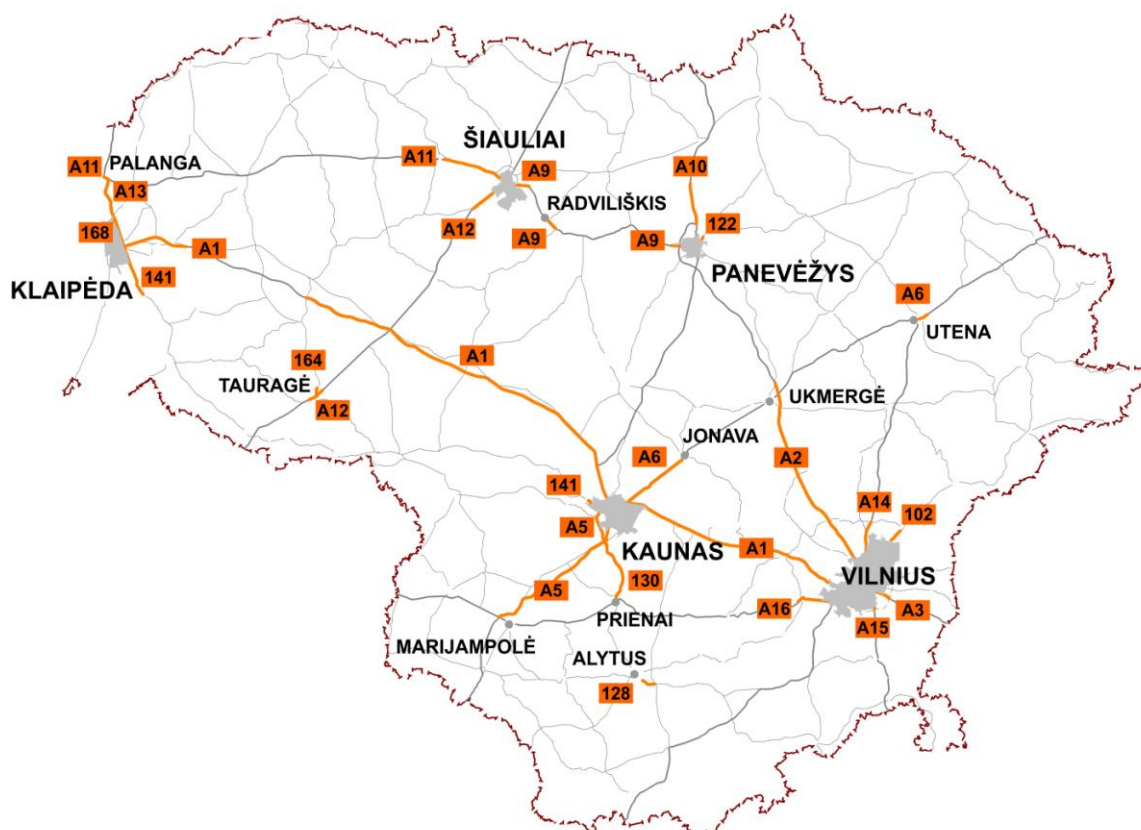 ŠIAULIAI
A11
PALANGA
A11
A9
A10
A13
RADVILIŠKIS
A12
168
122
A9
A9
A1
PANEVĖŽYS
141
KLAIPĖDA
A6
UTENA
164
A1
TAURAGĖ
A12
UKMERGĖ
JONAVA
A6
A2
141
A14
102
A5
KAUNAS
A1
VILNIUS
A5
130
A16
A3
PRIENAI
A15
MARIJAMPOLĖ
ALYTUS
128